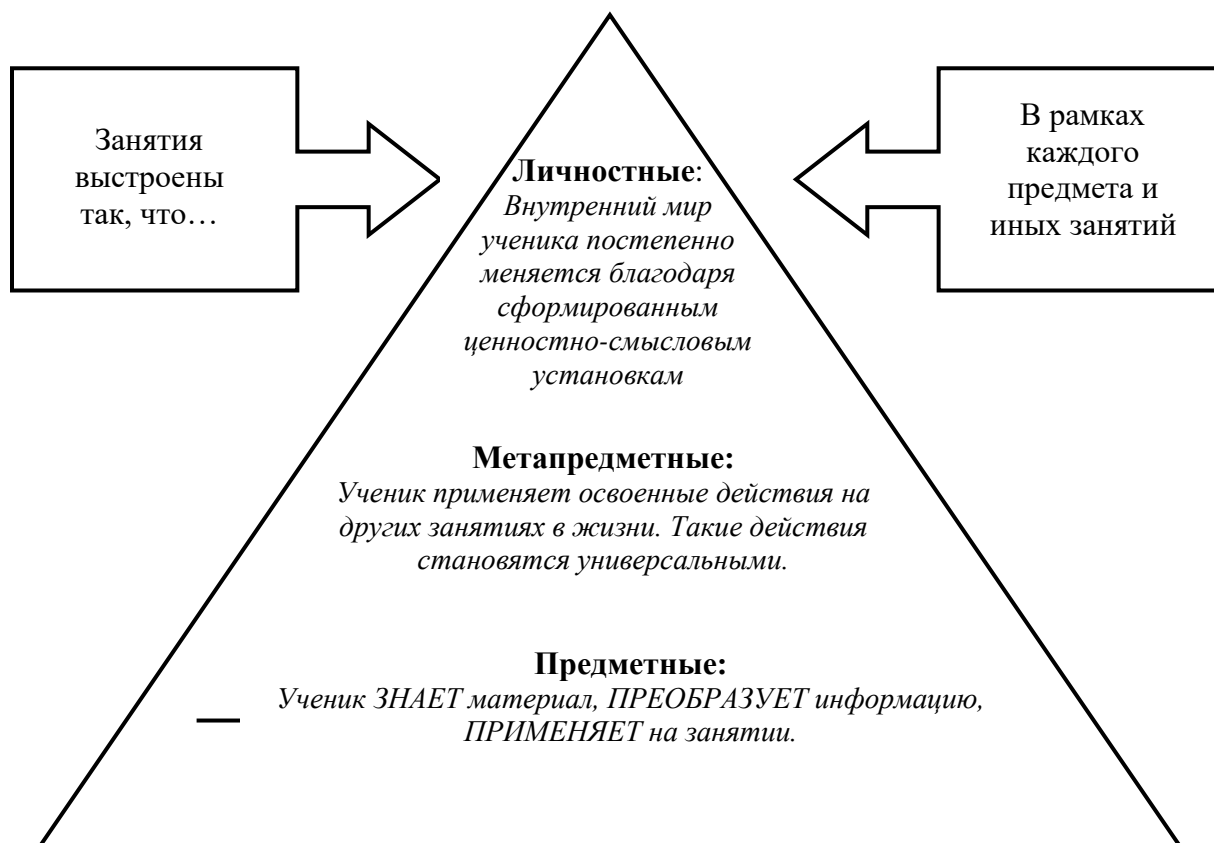 Занятия
выстроены
так, что…
В рамках
каждого
предмета и
иных занятий
Личностные:
Внутренний мир
ученика постепенно
меняется благодаря
сформированным
ценностно-смысловым
установкам
Метапредметные:
Ученик применяет освоенные действия на
других занятиях в жизни. Такие действия
становятся универсальными.
Предметные:
Ученик ЗНАЕТ материал, ПРЕОБРАЗУЕТ информацию,
ПРИМЕНЯЕТ на занятии.